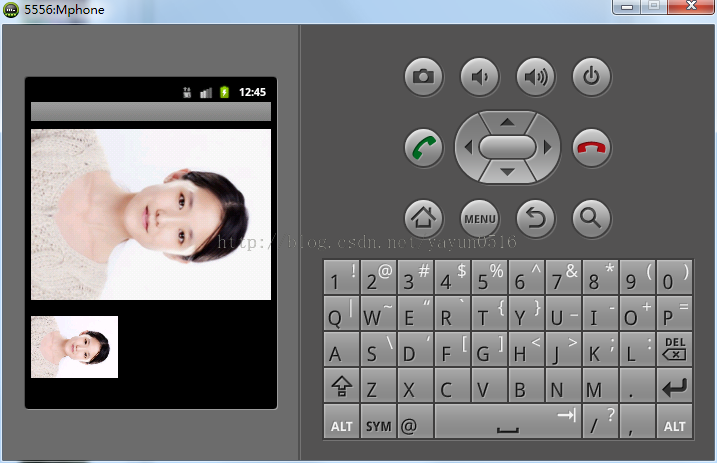 5556:Mphone
12:45
MENU
http://blog.csdn.net/yayun0516
1 ! 2 @ 3 # 4 $ 5 % 6 ^ 7 & 8 * 9 ( 0 )
Q | W ~ E “ R ` T { Y } U _ I - O + P =
A S \ D ‘ F [ G ] H < J > K ; L : DEL
Z X C V B N M .
ALT SYM @ / ? , ALT